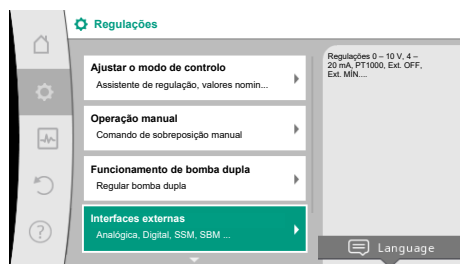 Regulações
Ajustar o modo de controlo
Assistente de regulação, valores nomin...
Operação manual
Comando de sobreposição manual
Funcionamento de bomba dupla
Regular bomba dupla
Interfaces externas
Analógica, Digital, SSM, SBM ...
Regulações 0 – 10 V, 4 –
20 mA, PT1000, Ext. OFF,
Ext. MÍN....
Language